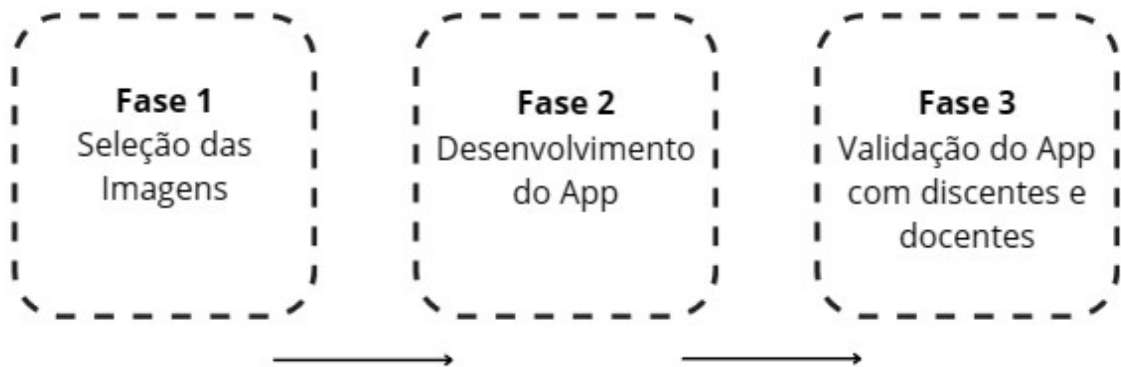 Fase 1
Seleção das
Imagens
Fase 2
Desenvolvimento
do App
Fase 3
Validação do App
com discentes e
docentes